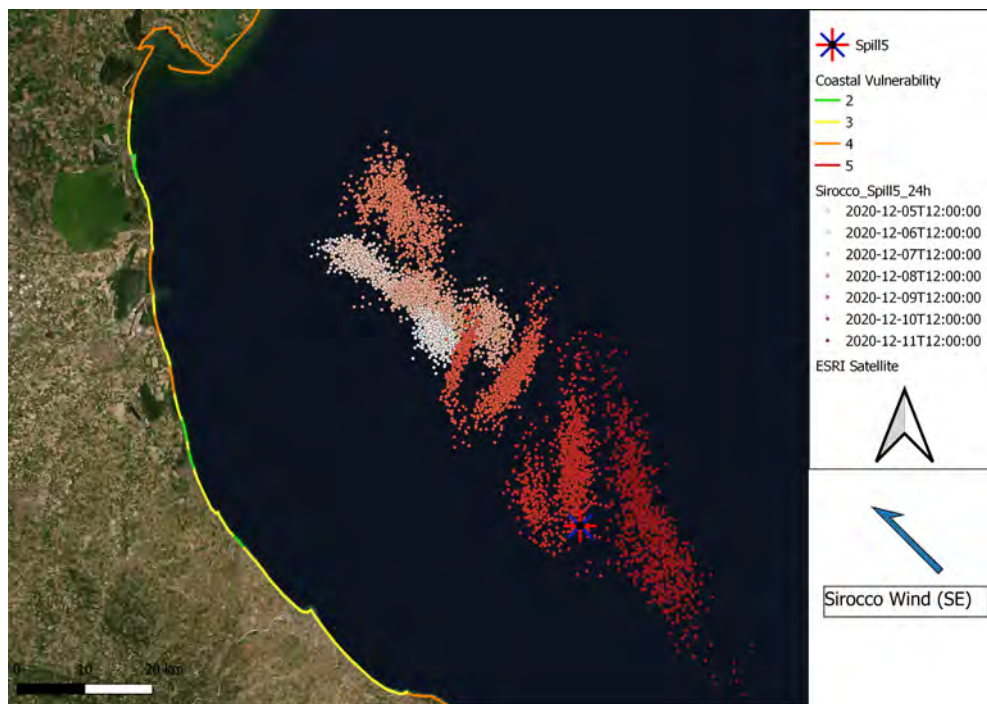 Spill5
Coastal Vulnerability
2
3
4
5
Sirocco_Spill5_24h
2020-12-05T12:00:00
2020-12-06T12:00:00
2020-12-07T12:00:00
2020-12-08T12:00:00
2020-12-09T12:00:00
2020-12-10T12:00:00
2020-12-11T12:00:00
ESRI Satellite
Sirocco Wind (SE)
0 10 20 km